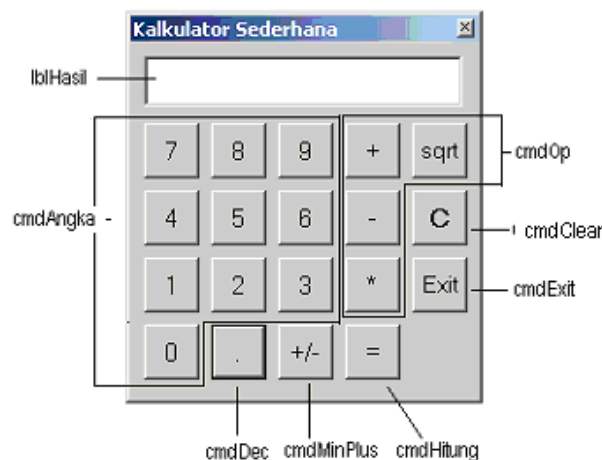 Kalkulator Sederhana
lblHasil
7 8 9 + sqrt
cmdOp
cmdAngka
4 5 6 - C
cmdClear
1 2 3 * Exit
cmdExit
0 . +/- =
cmdDec cmdMinPlus cmdHitung